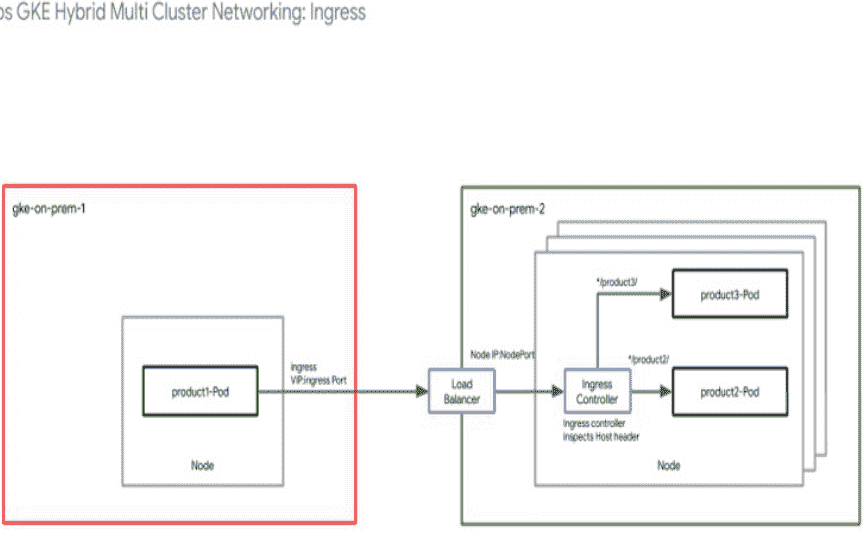 os GKE Hybrid Multi Cluster Networking: Ingress
gke-on-prem-1
ingress
VIP:ingress Port
product1-Pod
Node
gke-on-prem-2
*/product3/
product3-Pod
Node IP:NodePort
*/product2/
Load
Balancer
Ingress
Controller
product2-Pod
Ingress controller
inspects Host header
Node